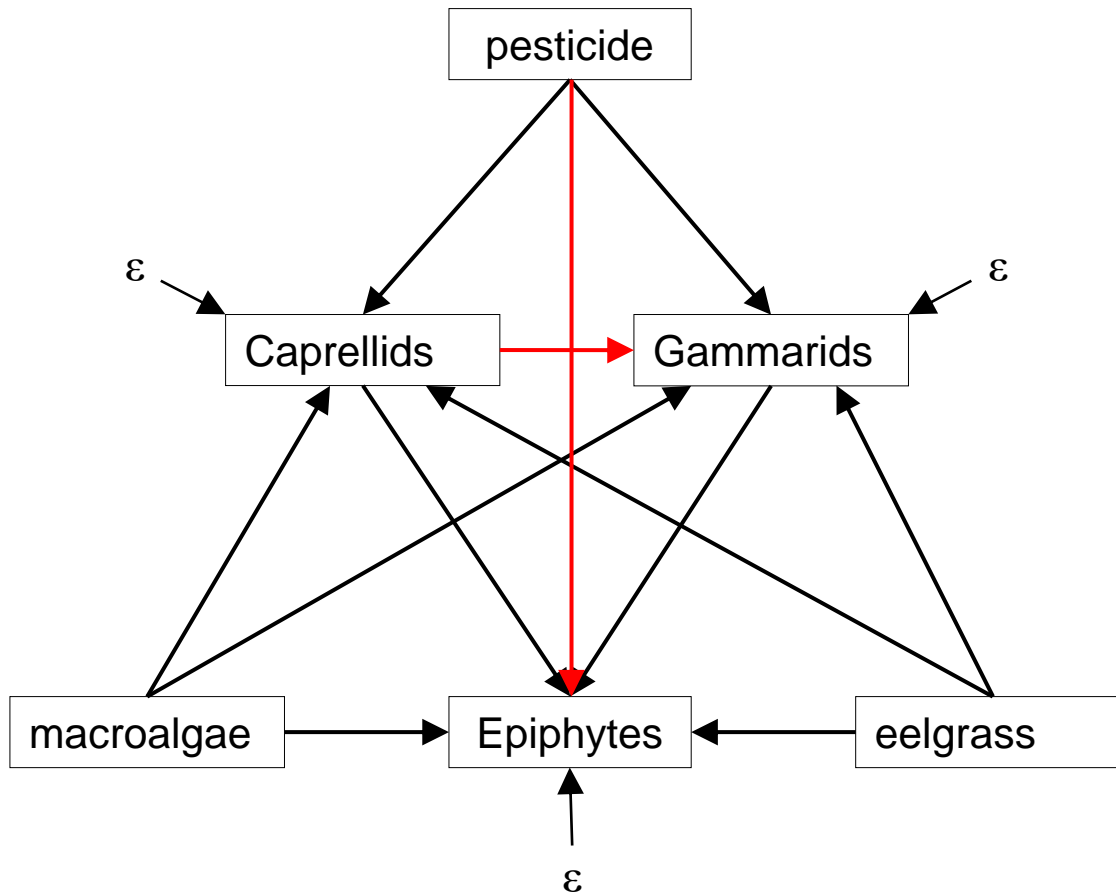 pesticide
ε
ε
Caprellids
Gammarids
macroalgae
Epiphytes
eelgrass
ε